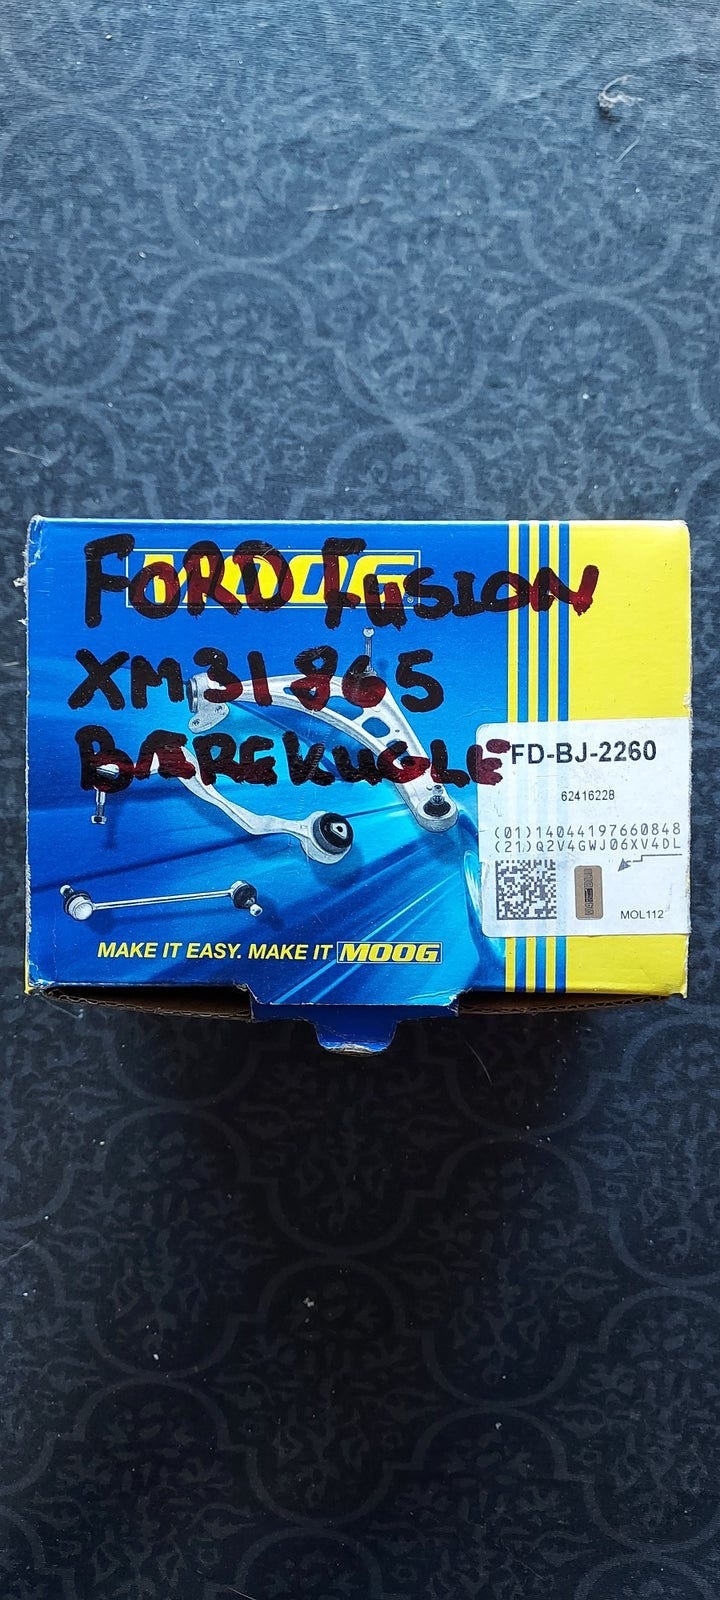 MOOG
FORD FUSION
XM31865
BÆREKUGLE
FD-BJ-2260
62416228
(01)14044197660848
(21)Q2V4GWJ06XV4DL
MOL112
MAKE IT EASY. MAKE IT MOOG